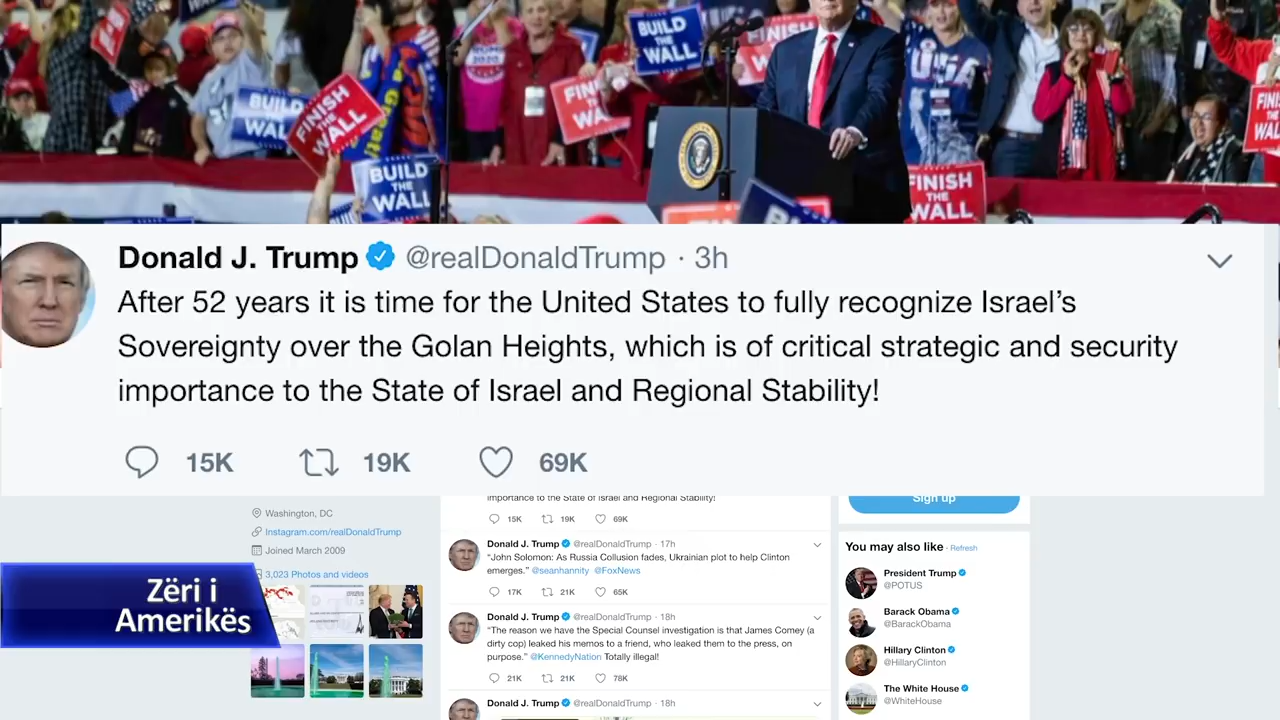 BUILD
THE
WALL
FINISH
THE
WALL
BUILD
WAL
FINISH
THE
WALL
FIN
WA
BUILD
THE
WALL
FINISH
THE
WALL
USA
Donald J. Trump @realDonaldTrump · 3h
After 52 years it is time for the United States to fully recognize Israel’s
Sovereignty over the Golan Heights, which is of critical strategic and security
importance to the State of Israel and Regional Stability!
15K 19K 69K
importance to the State of Israel and Regional Stability!
15K 19K 69K
Washington, DC
Instagram.com/realDonaldTrump
Joined March 2009
3,023 Photos and videos
Donald J. Trump @realDonaldTrump · 17h
“John Solomon: As Russia Collusion fades, Ukrainian plot to help Clinton
emerges.” @seanhannity @FoxNews
17K 21K 65K
Donald J. Trump @realDonaldTrump · 18h
“The reason we have the Special Counsel investigation is that James Comey (a
dirty cop) leaked his memos to a friend, who leaked them to the press, on
purpose.” @KennedyNation Totally illegal!
21K 21K 78K
Donald J. Trump @realDonaldTrump · 18h
Sign up
You may also like · Refresh
President Trump
@POTUS
Barack Obama
@BarackObama
Hillary Clinton
@HillaryClinton
The White House
@WhiteHouse
Zëri i
Amerikës